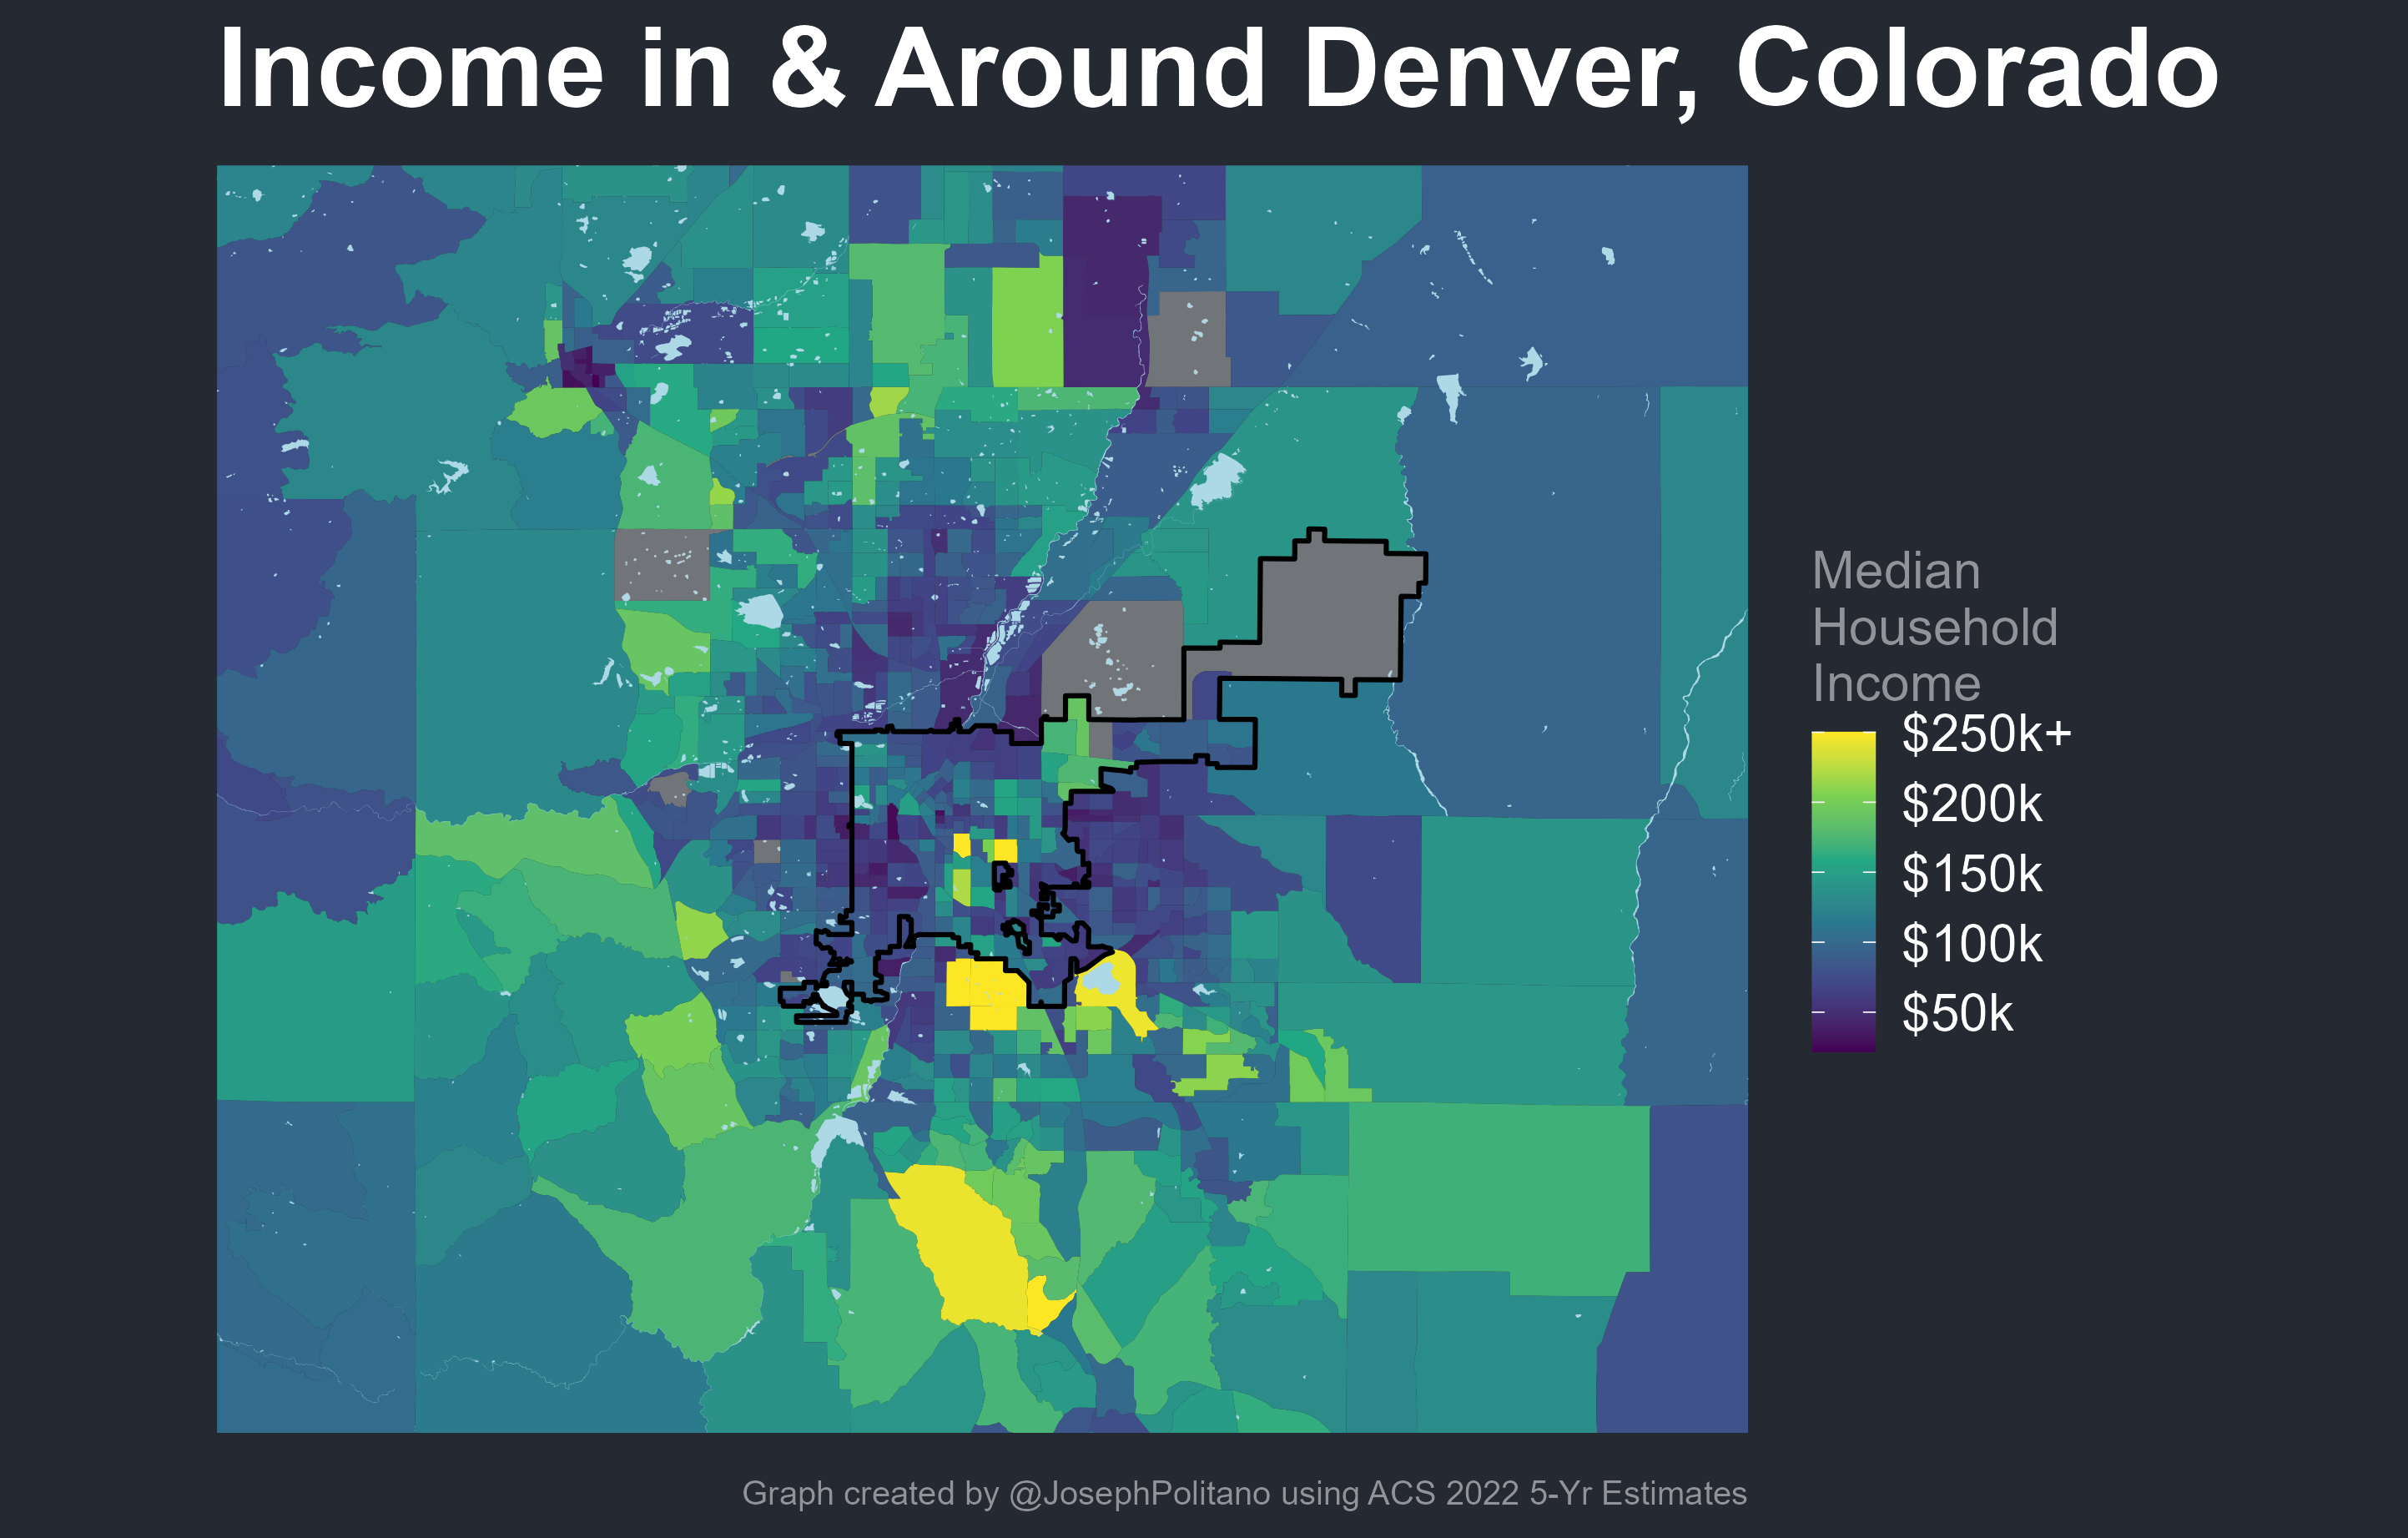 Income in & Around Denver, Colorado
Median
Household
Income
$250k+
$200k
$150k
$100k
$50k
Graph created by @JosephPolitano using ACS 2022 5-Yr Estimates